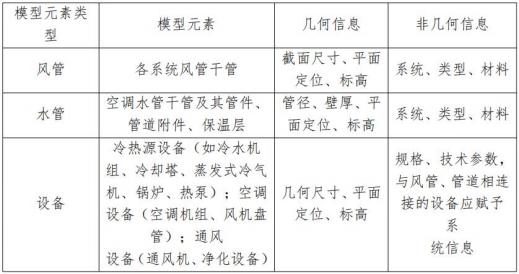 模型元素类型
模型元素
几何信息
非几何信息
风管
各系统风管干管
截面尺寸、平面
定位、标高
系统、类型、材料
水管
空调水管干管及其管件、
管道附件、保温层
管径、壁厚、平
面定位、标高
系统、类型、材料
设备
冷热源设备（如冷水机
组、冷却塔、蒸发式冷气
机、锅炉、热泵）；空调
设备（空调机组、风机盘
管）；通风
设备（通风机、净化设备）
几何尺寸、平面
定位、标高
规格、技术参数，
与风管、管道相连
接的设备应赋予
系
统信息